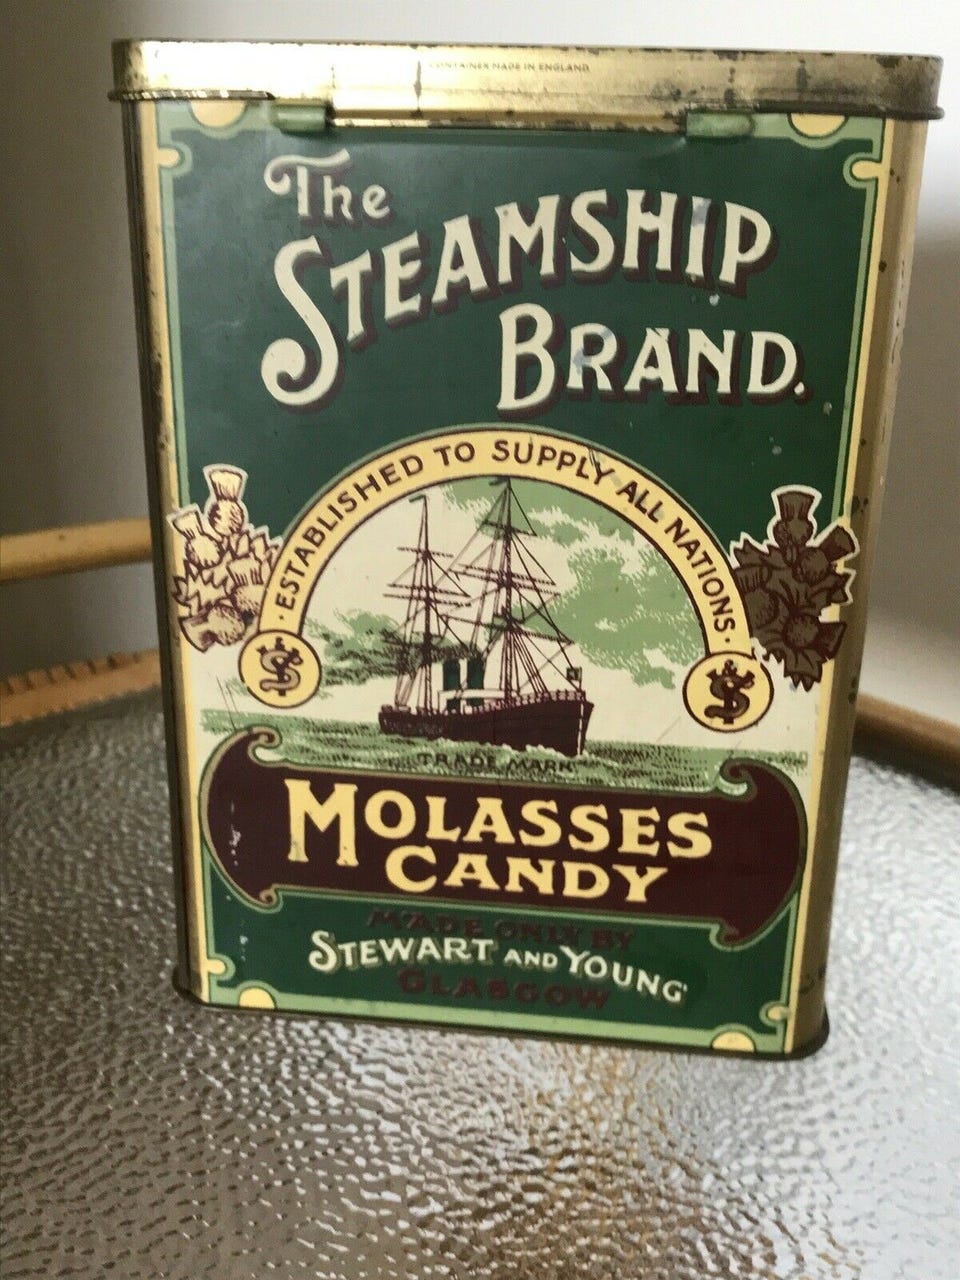 CONTAINER MADE IN ENGLAND
The
STEAMSHIP
BRAND.
·ESTABLISHED TO SUPPLY ALL NATIONS·
TRADE MARK
MOLASSES
CANDY
MADE ONLY BY
STEWART AND YOUNG
GLASGOW